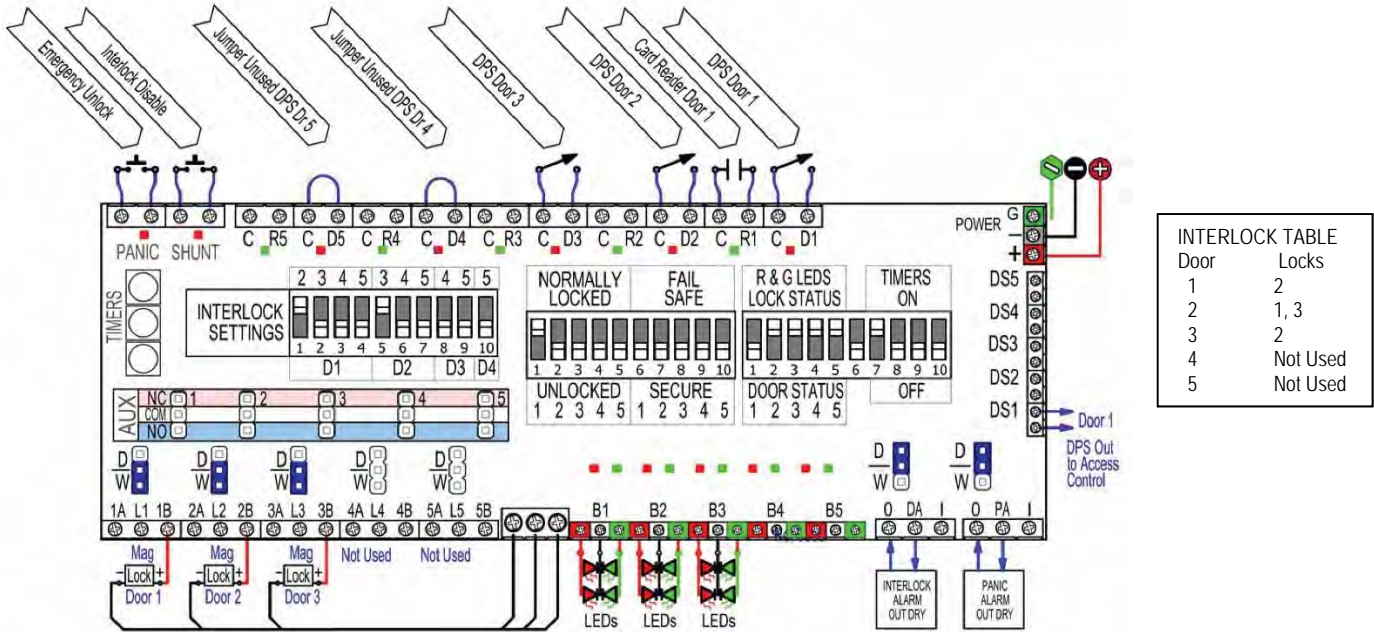 Emergency Unlock
Interlock Disable
Jumper Unused DPS Dr 5
Jumper Unused DPS Dr 4
DPS Door 3
DPS Door 2
Card Reader Door 1
DPS Door 1
C R5 C D5 C R4 C D4 C R3 C D3 C R2 C D2 C R1 C D1
PANIC SHUNT
POWER G
−
+
TIMERS
INTERLOCK
SETTINGS
2 3 4 5 3 4 5 4 5 5
1 2 3 4 5 6 7 8 9 10
D1 D2 D3 D4
NORMALLY
LOCKED
FAIL
SAFE
1 2 3 4 5 6 7 8 9 10
UNLOCKED
SECURE
1 2 3 4 5 1 2 3 4 5
R & G LEDS
LOCK STATUS
TIMERS
ON
1 2 3 4 5 6 7 8 9 10
DOOR STATUS
OFF
1 2 3 4 5
DS5
DS4
DS3
DS2
DS1
Door 1
DPS Out
to Access
Control
AUX
NC 1 2 3 4 5
COM
NO
D
W
D
W
D
W
D
W
D
W
D
W
D
W
1A L1 1B 2A L2 2B 3A L3 3B 4A L4 4B 5A L5 5B
B1 B2 B3 B4 B5
O DA I O PA I
Mag
− Lock +
Door 1
Mag
− Lock +
Door 2
Mag
− Lock +
Door 3
Not Used
Not Used
LEDs
LEDs
LEDs
INTERLOCK
ALARM
OUT DRY
PANIC
ALARM
OUT DRY
INTERLOCK TABLE
Door Locks
1 2
2 1, 3
3 2
4 Not Used
5 Not Used